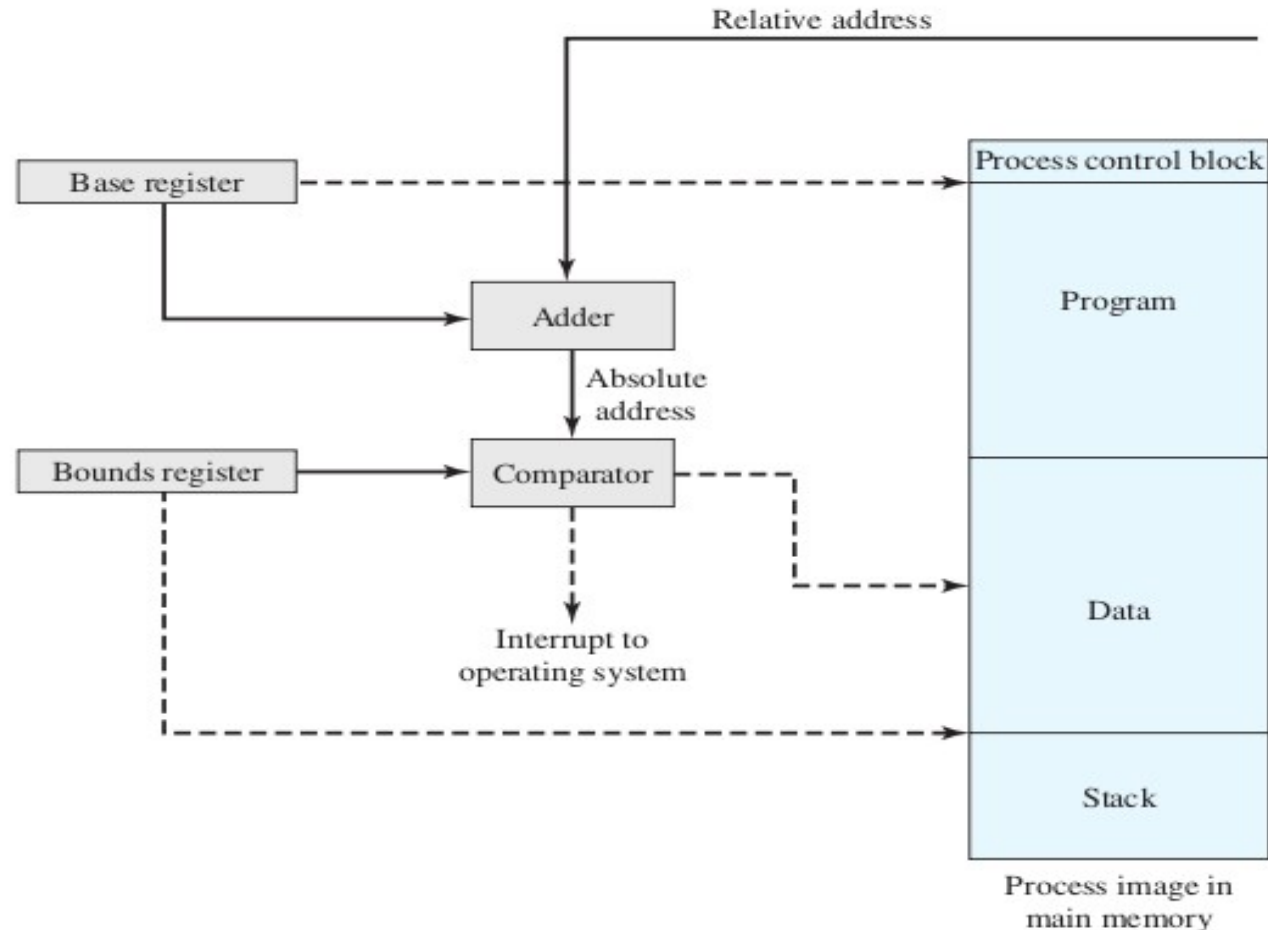 Relative address
Process control block
Base register
Program
Adder
Absolute
address
Bounds register
Comparator
Interrupt to
operating system
Data
Stack
Process image in
main memory